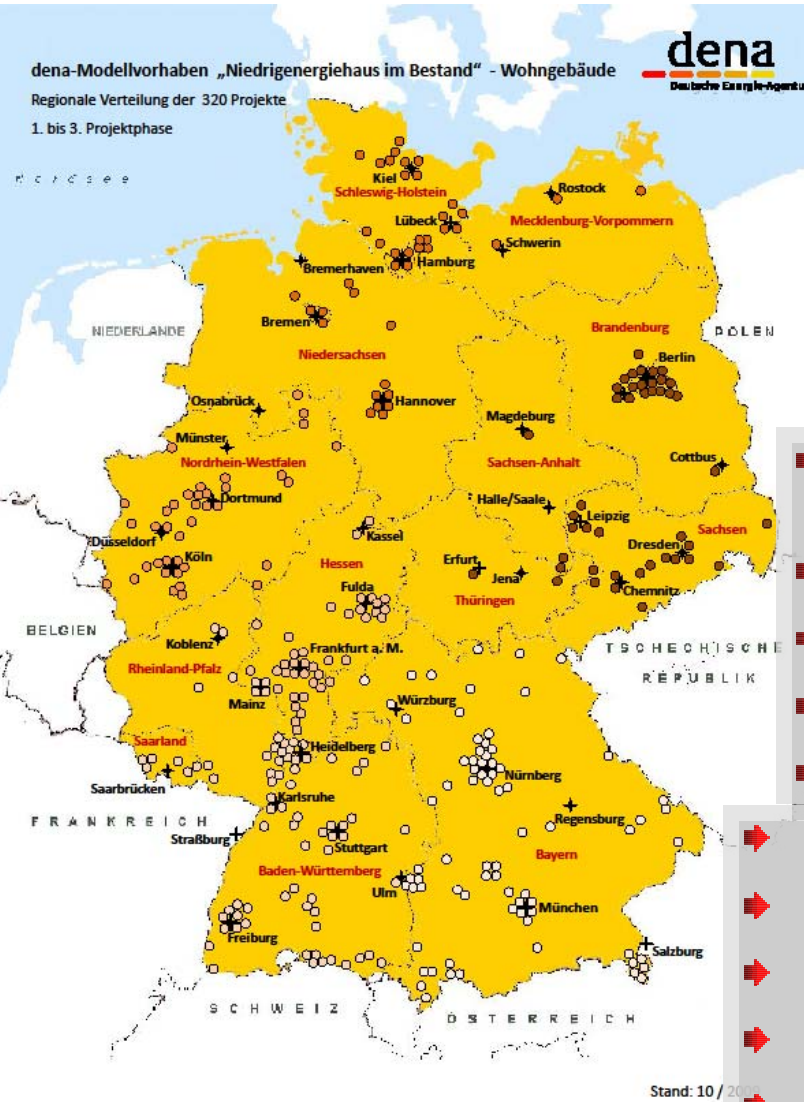 dena-Modellvorhaben „Niedrigenergiehaus im Bestand“ - Wohngebäude
Regionale Verteilung der 320 Projekte
1. bis 3. Projektphase
dena
Deutsche Energie-Agentur
Nordsee
Kiel
Schleswig-Holstein
Rostock
Lübeck
Mecklenburg-Vorpommern
Schwerin
Hamburg
Bremerhaven
Bremen
NIEDERLANDE
Brandenburg
POLEN
Niedersachsen
Berlin
Osnabrück
Hannover
Magdeburg
Münster
Nordrhein-Westfalen
Sachsen-Anhalt
Cottbus
Dortmund
Halle/Saale
Leipzig
Sachsen
Düsseldorf
Kassel
Dresden
Köln
Hessen
Erfurt
Jena
Chemnitz
Fulda
Thüringen
BELGIEN
Koblenz
Frankfurt a. M.
TSCHECHISCHE
REPUBLIK
Rheinland-Pfalz
Mainz
Würzburg
Saarland
Heidelberg
Nürnberg
Saarbrücken
Karlsruhe
FRANKREICH
Straßburg
Regensburg
Stuttgart
Bayern
Baden-Württemberg
Ulm
München
Freiburg
Salzburg
SCHWEIZ
ÖSTERREICH
Stand: 10 / 2009